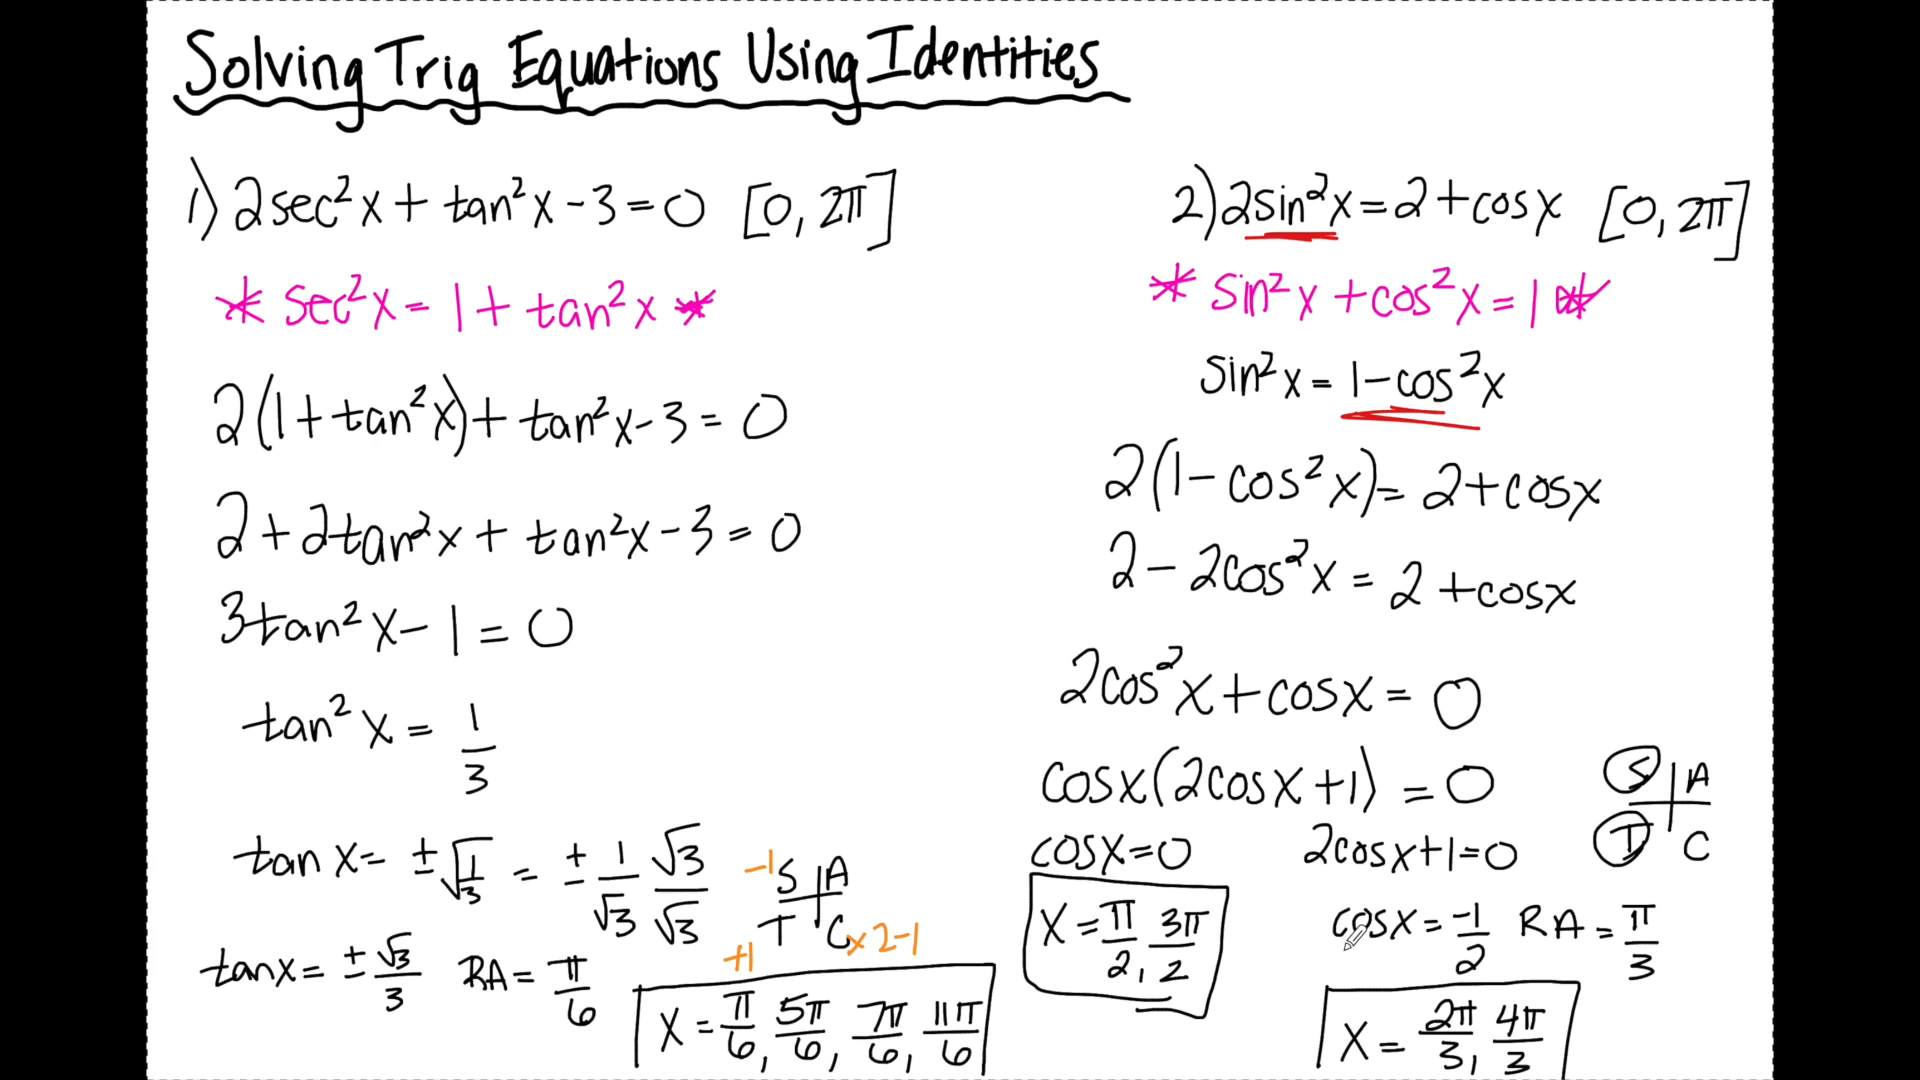 Solving Trig Equations Using Identities
1) 2sec²x + tan²x - 3 = 0 [0, 2π]
* sec²x = 1 + tan²x *
2(1 + tan²x) + tan²x - 3 = 0
2 + 2tan²x + tan²x - 3 = 0
3tan²x - 1 = 0
tan²x = 1/3
tan x = ± √(1/3) = ± 1/√3 √3/√3
-1 S A
T C x2-1
+1
tanx = ± √3/3 RA = π/6
x = π/6, 5π/6, 7π/6, 11π/6
2) 2sin²x = 2 + cosx [0, 2π]
* sin²x + cos²x = 1 *
sin²x = 1 - cos²x
2(1 - cos²x) = 2 + cosx
2 - 2cos²x = 2 + cosx
2cos²x + cosx = 0
cosx(2cosx + 1) = 0
S A
T C
cosx = 0 2cosx + 1 = 0
x = π/2, 3π/2
cosx = -1/2 RA = π/3
x = 2π/3, 4π/3